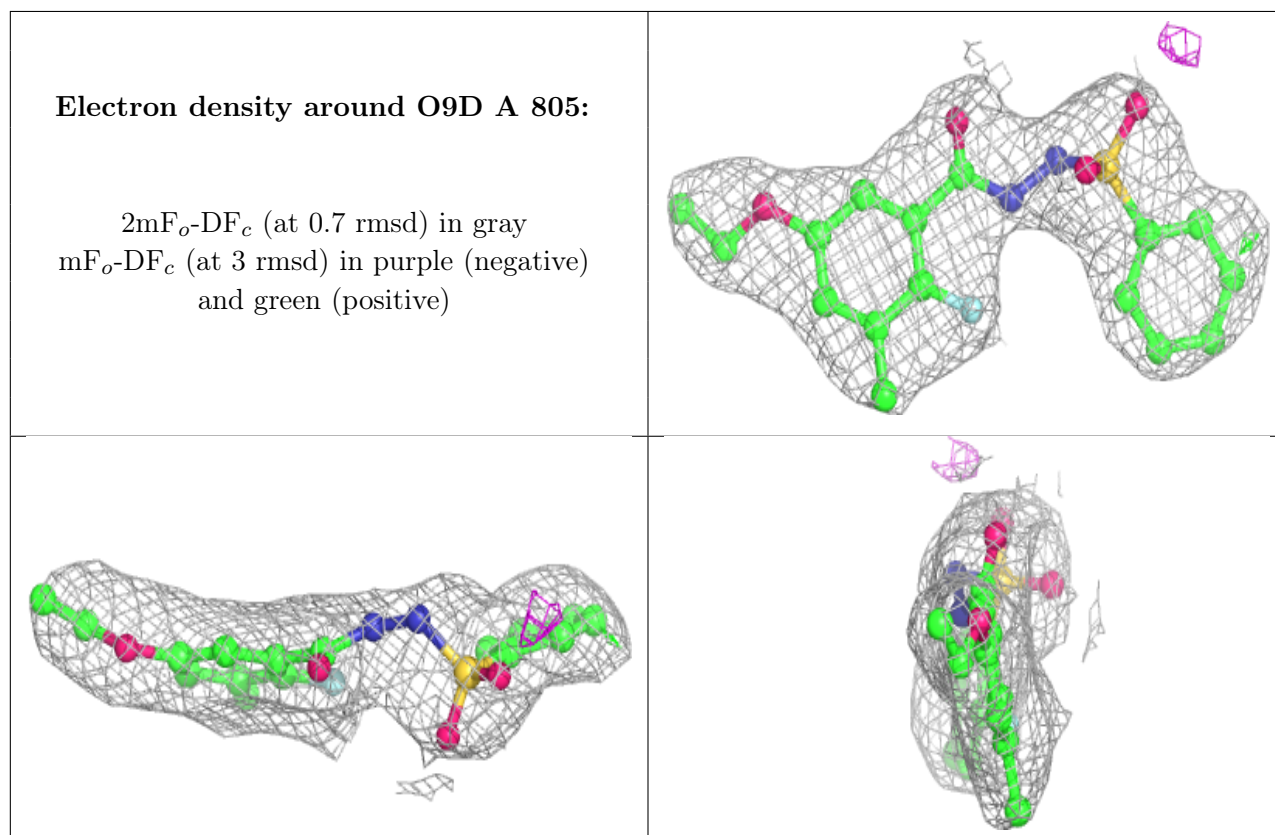 Electron density around O9D A 805:
2mFo-DFc (at 0.7 rmsd) in gray
mFo-DFc (at 3 rmsd) in purple (negative)
and green (positive)